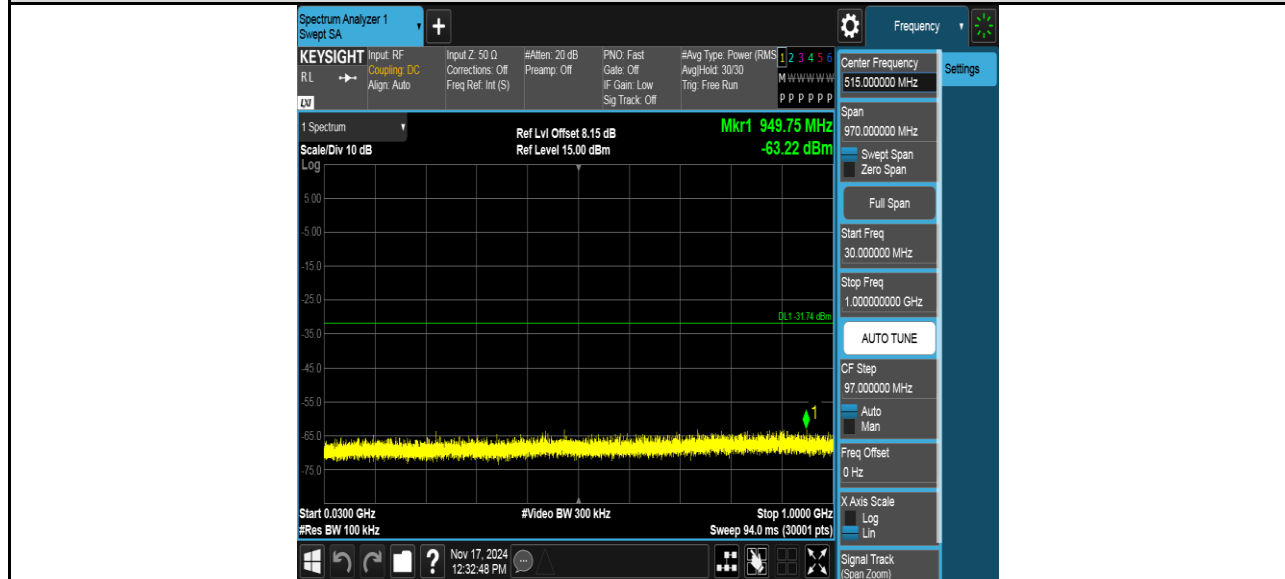 Spectrum Analyzer 1
Swept SA
+
Frequency
KEYSIGHT
RL
LXI
Input: RF
Coupling: DC
Align: Auto
Input Z: 50 Ω
Corrections: Off
Freq Ref: Int (S)
#Atten: 20 dB
Preamp: Off
PNO: Fast
Gate: Off
IF Gain: Low
Sig Track: Off
#Avg Type: Power (RMS
Avg|Hold: 30/30
Trig: Free Run
1 2 3 4 5 6
M W W W W W
P P P P P P
1 Spectrum
Scale/Div 10 dB
Log
Ref Lvl Offset 8.15 dB
Ref Level 15.00 dBm
Mkr1 949.75 MHz
-63.22 dBm
5.00
-5.00
-15.0
-25.0
-35.0
-45.0
-55.0
-65.0
-75.0
DL1 -31.74 dBm
1
Start 0.0300 GHz
#Res BW 100 kHz
#Video BW 300 kHz
Stop 1.0000 GHz
Sweep 94.0 ms (30001 pts)
?
Nov 17, 2024
12:32:48 PM
Center Frequency
515.000000 MHz
Settings
Span
970.000000 MHz
Swept Span
Zero Span
Full Span
Start Freq
30.000000 MHz
Stop Freq
1.000000000 GHz
AUTO TUNE
CF Step
97.000000 MHz
Auto
Man
Freq Offset
0 Hz
X Axis Scale
Log
Lin
Signal Track
(Span Zoom)